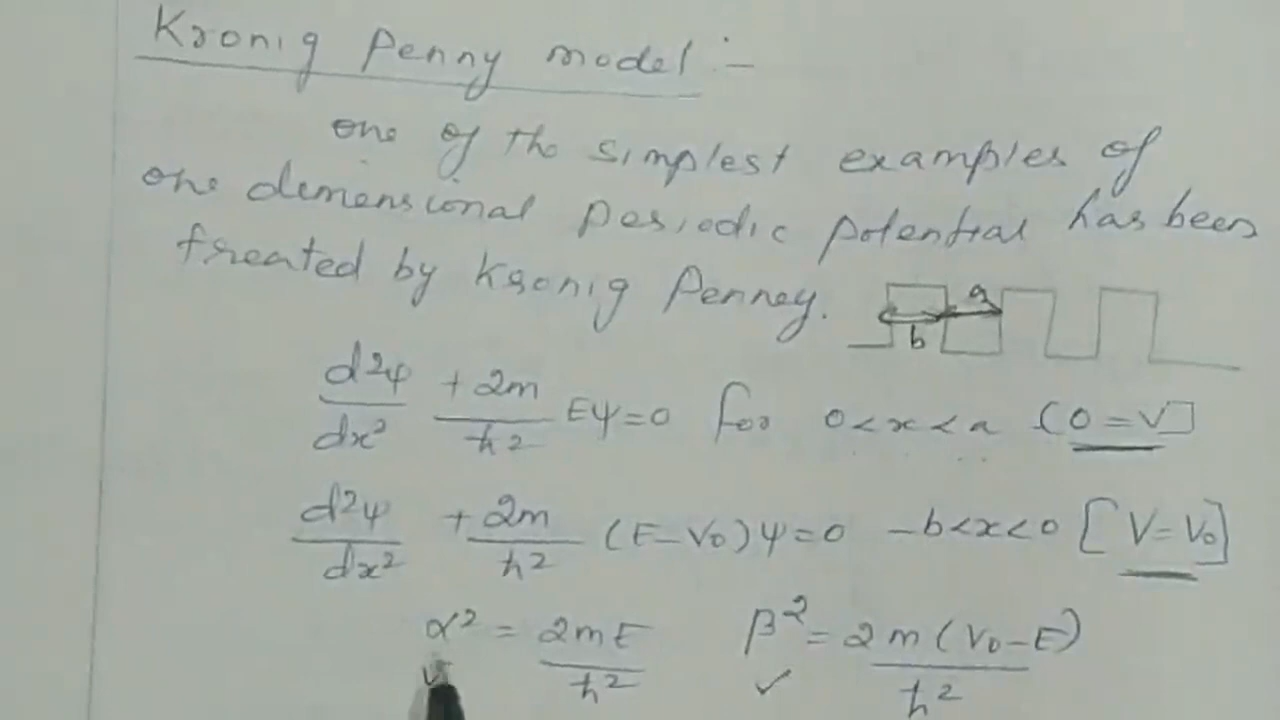 Kronig Penny model :-
one of the simplest examples of
one dimensional periodic potential has been
treated by Kronig Penney.
a
b
d²ψ/dx² + 2m/ħ² Eψ=0 for 0<x<a [0=V]
d²ψ/dx² + 2m/ħ² (E-V0)ψ=0 -b<x<0 [V=V0]
α² = 2mE/ħ² β² = 2m(V0-E)/ħ²